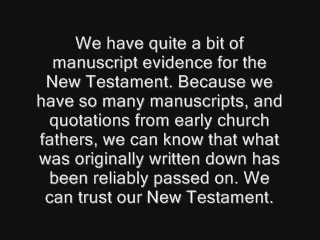 We have quite a bit of
manuscript evidence for the
New Testament. Because we
have so many manuscripts, and
quotations from early church
fathers, we can know that what
was originally written down has
been reliably passed on. We
can trust our New Testament.